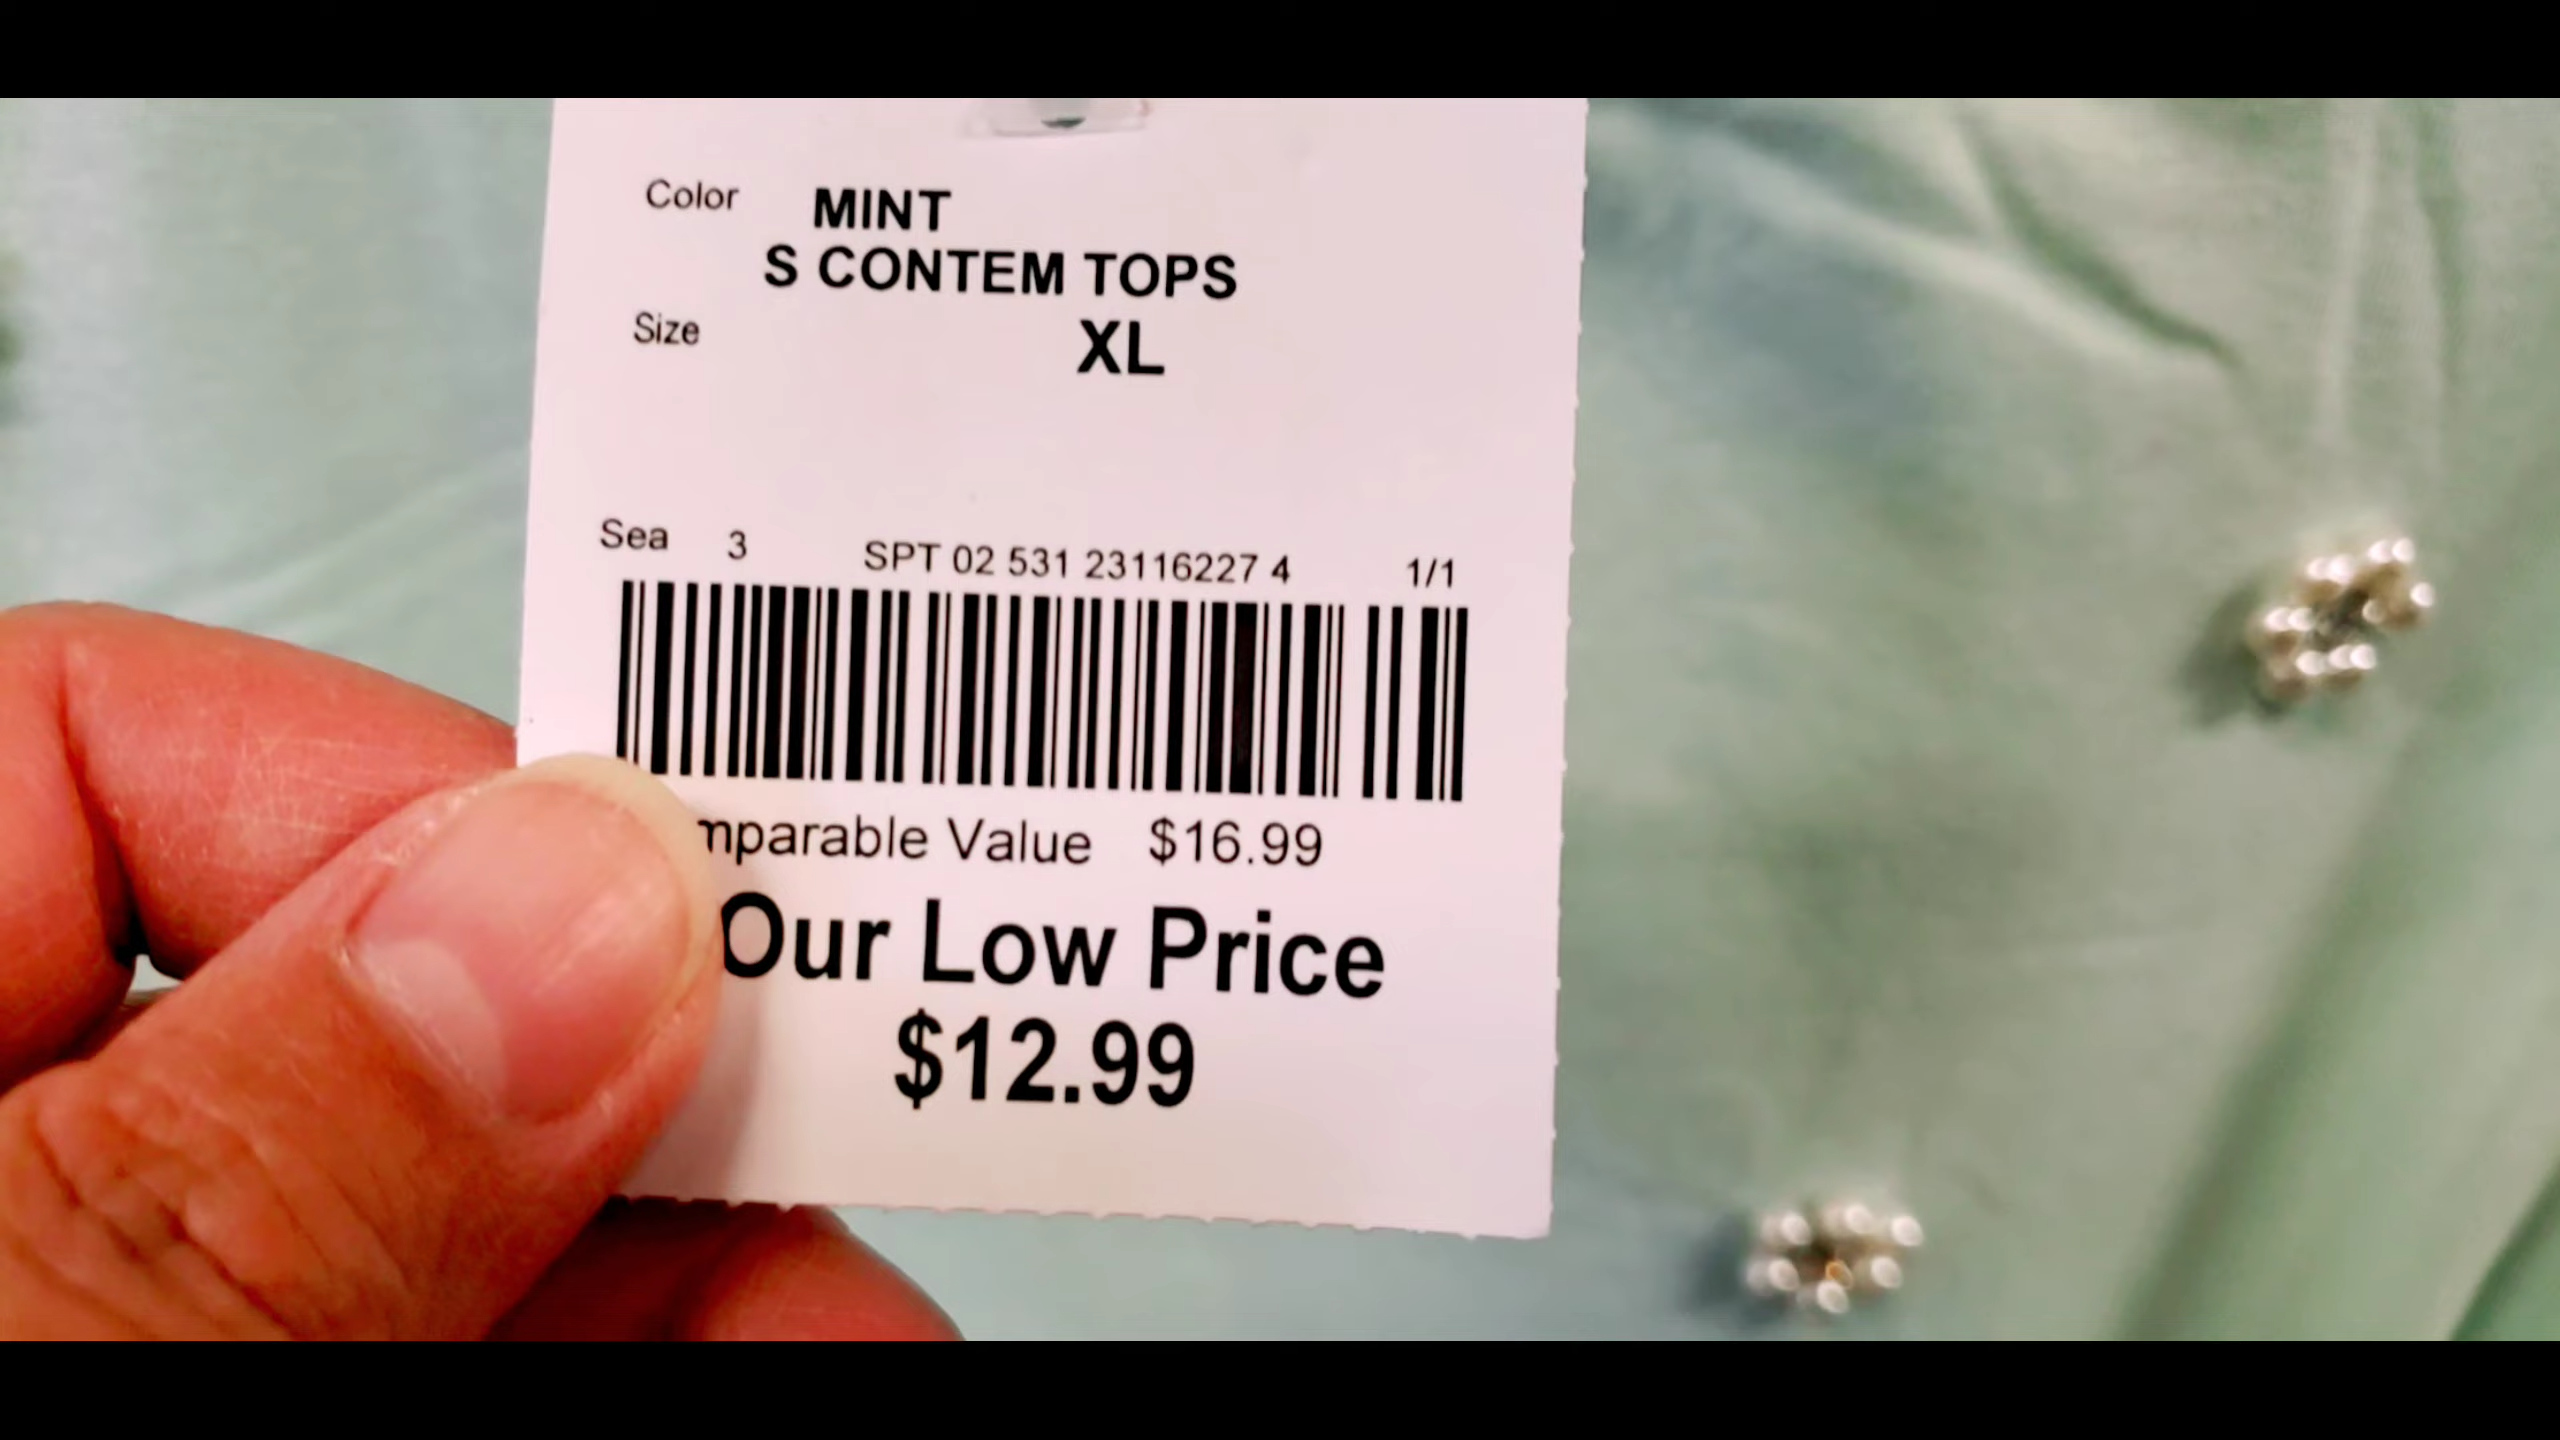 Color MINT
S CONTEM TOPS
Size XL
Sea 3 SPT 02 531 23116227 4 1/1
mparable Value $16.99
Our Low Price
$12.99